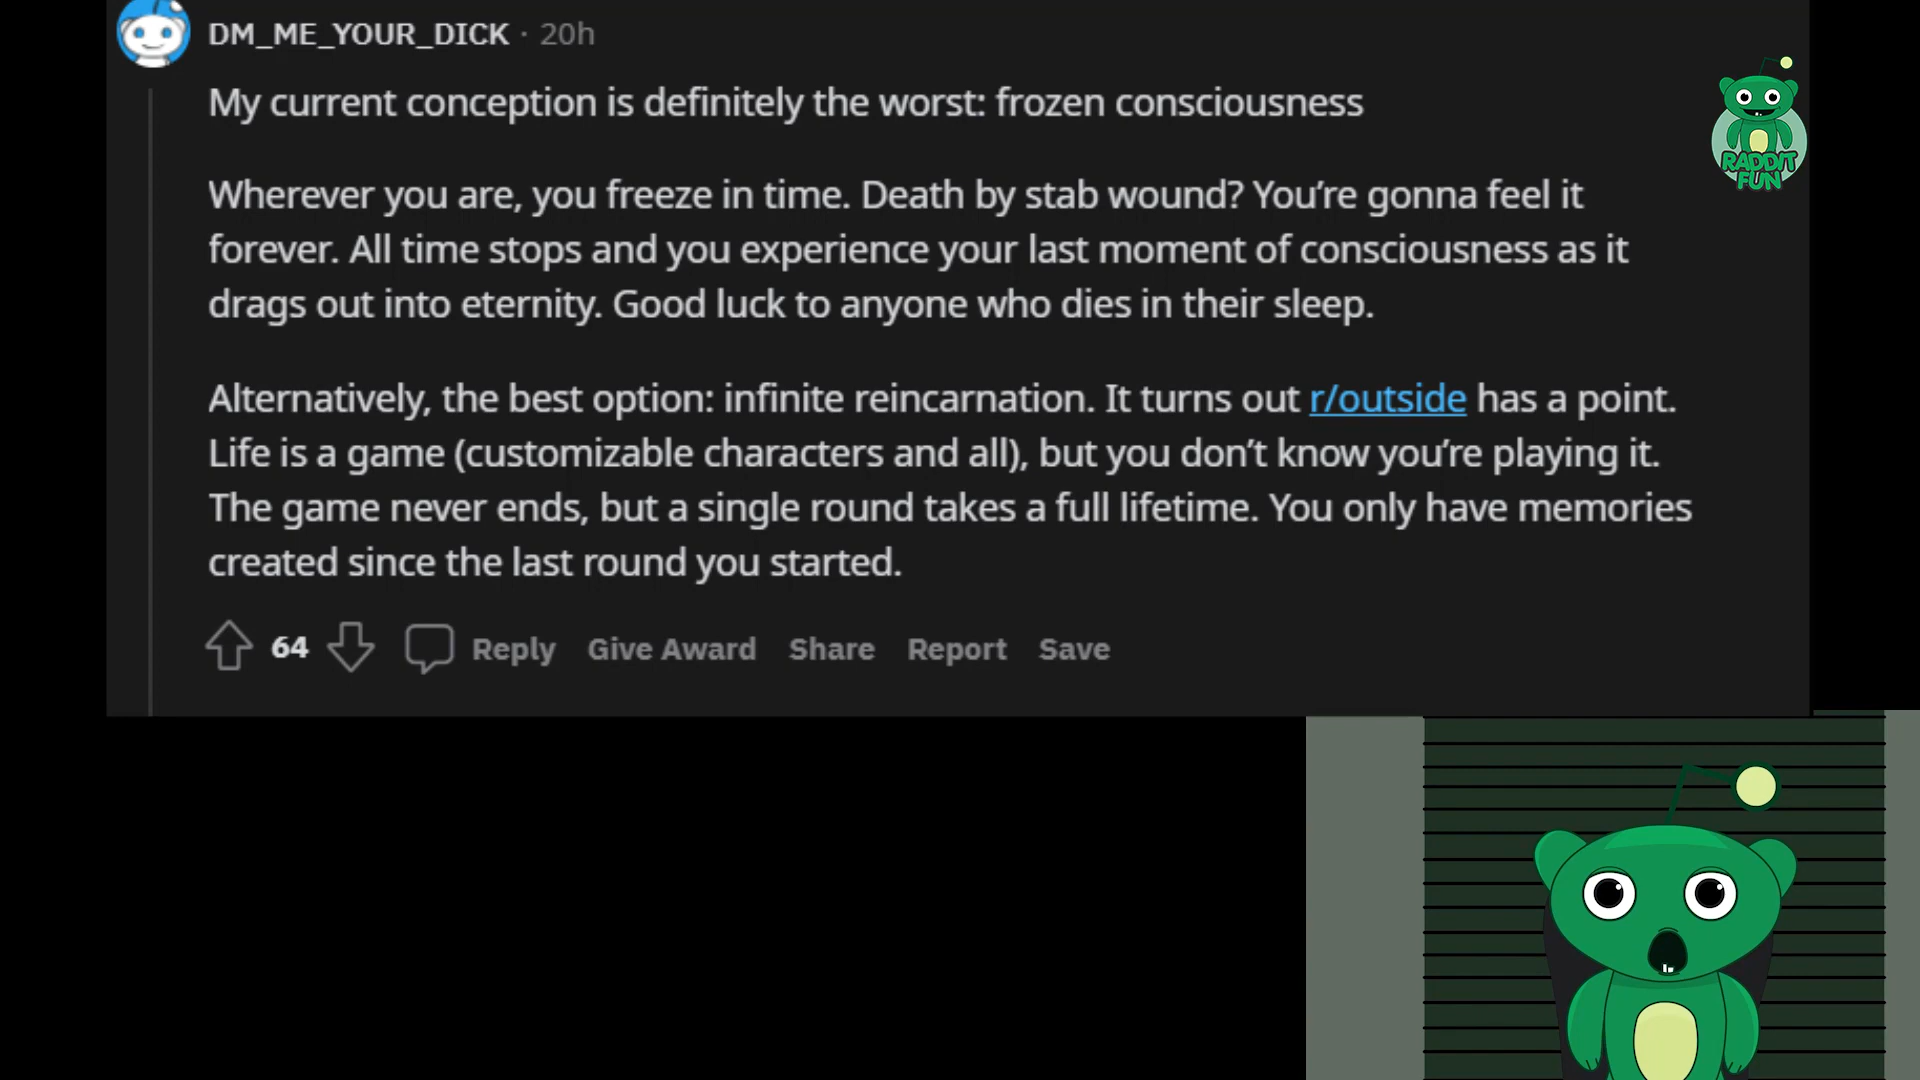 DM_ME_YOUR_DICK · 20h
My current conception is definitely the worst: frozen consciousness
Wherever you are, you freeze in time. Death by stab wound? You’re gonna feel it
forever. All time stops and you experience your last moment of consciousness as it
drags out into eternity. Good luck to anyone who dies in their sleep.
Alternatively, the best option: infinite reincarnation. It turns out r/outside has a point.
Life is a game (customizable characters and all), but you don’t know you’re playing it.
The game never ends, but a single round takes a full lifetime. You only have memories
created since the last round you started.
64 Reply Give Award Share Report Save
RADDIT
FUN